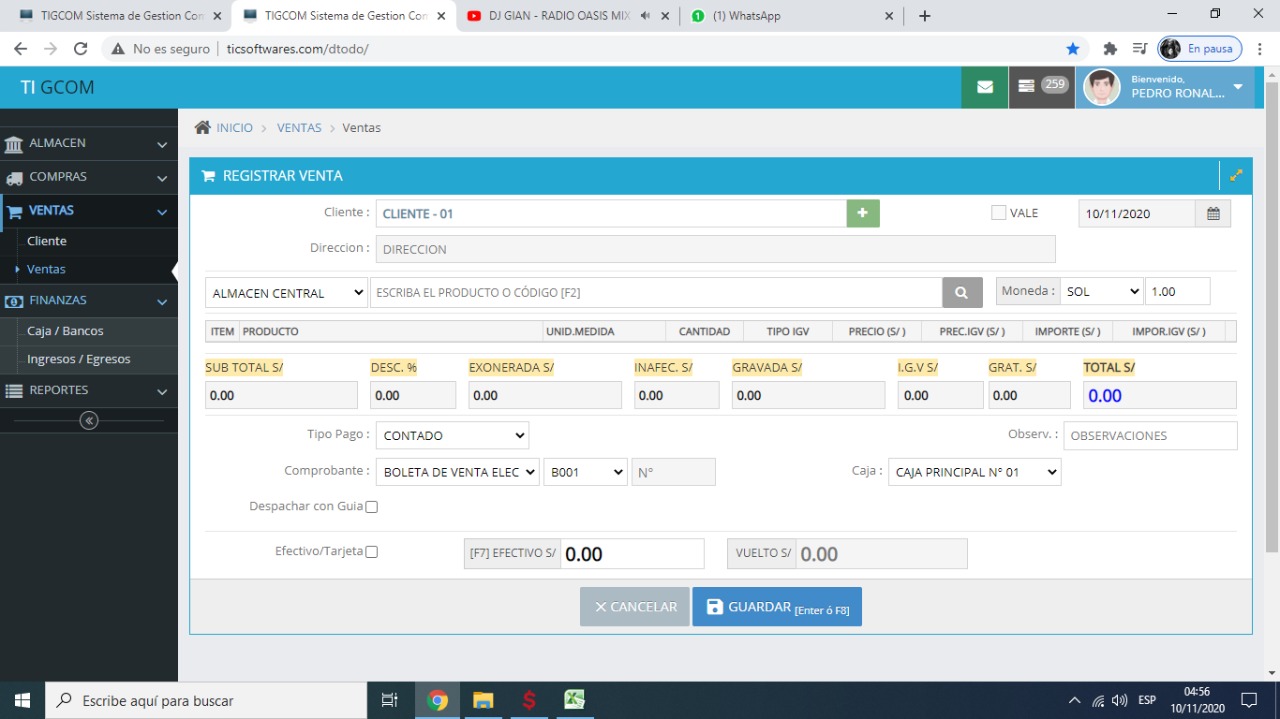 TIGCOM Sistema de Gestion Com
TIGCOM Sistema de Gestion Com
DJ GIAN - RADIO OASIS MIX
(1) WhatsApp
No es seguro
ticsoftwares.com/dtodo/
En pausa
TI GCOM
259
Bienvenido,
PEDRO RONAL...
ALMACEN
COMPRAS
VENTAS
Cliente
Ventas
FINANZAS
Caja / Bancos
Ingresos / Egresos
REPORTES
INICIO > VENTAS > Ventas
REGISTRAR VENTA
Cliente : CLIENTE - 01 VALE 10/11/2020
Direccion : DIRECCION
ALMACEN CENTRAL ESCRIBA EL PRODUCTO O CÓDIGO [F2] Moneda : SOL 1.00
ITEM PRODUCTO UNID.MEDIDA CANTIDAD TIPO IGV PRECIO (S/ ) PREC.IGV (S/ ) IMPORTE (S/ ) IMPOR.IGV (S/ )
SUB TOTAL S/ DESC. % EXONERADA S/ INAFEC. S/ GRAVADA S/ I.G.V S/ GRAT. S/ TOTAL S/
0.00 0.00 0.00 0.00 0.00 0.00 0.00 0.00
Tipo Pago : CONTADO Observ. : OBSERVACIONES
Comprobante : BOLETA DE VENTA ELEC B001 N° Caja : CAJA PRINCIPAL N° 01
Despachar con Guia
Efectivo/Tarjeta [F7] EFECTIVO S/ 0.00 VUELTO S/ 0.00
CANCELAR GUARDAR [Enter ó F8]
Escribe aquí para buscar
ESP
04:56
10/11/2020